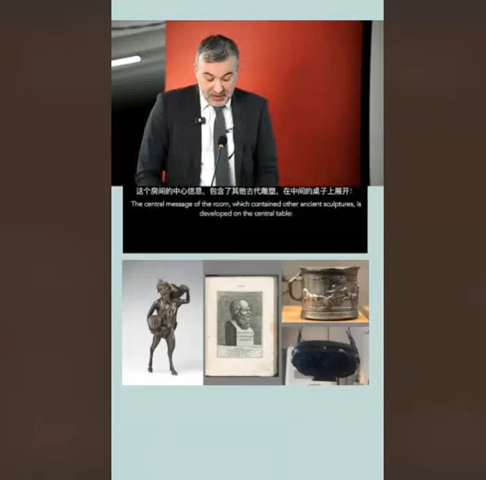 这个房间的中心信息，包含了其他古代雕塑，在中间的桌子上展开：
The central message of the room, which contained other ancient sculptures, is
developed on the central table: